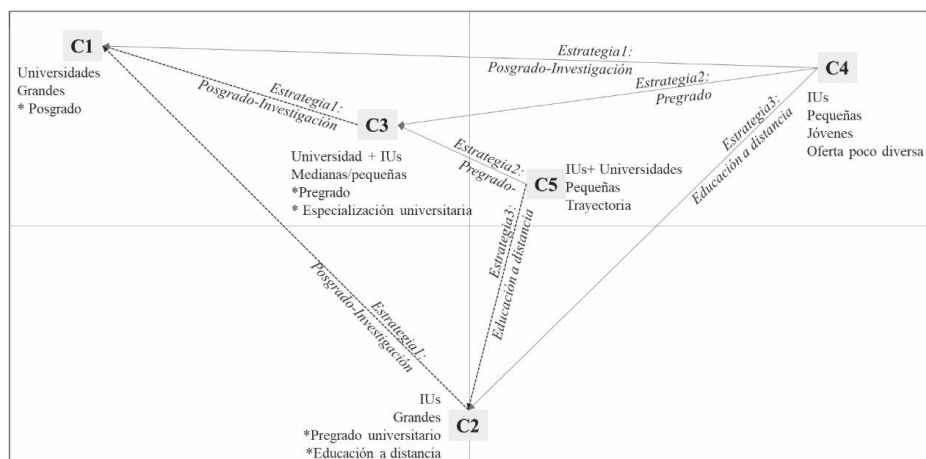 C1
Universidades
Grandes
* Posgrado
Estrategia1:
Posgrado-Investigación
C4
IUs
Pequeñas
Jóvenes
Oferta poco diversa
Estrategia1:
Posgrado-Investigación
Estrategia2:
Pregrado
Estrategia3:
Educación a distancia
C3
Universidad + IUs
Medianas/pequeñas
*Pregrado
* Especialización universitaria
Estrategia2:
Pregrado-
C5
IUs+ Universidades
Pequeñas
Trayectoria
Estrategia3:
Educación a distancia
Estrategia1:
Posgrado-Investigación
IUs
Grandes
*Pregrado universitario
*Educación a distancia
C2